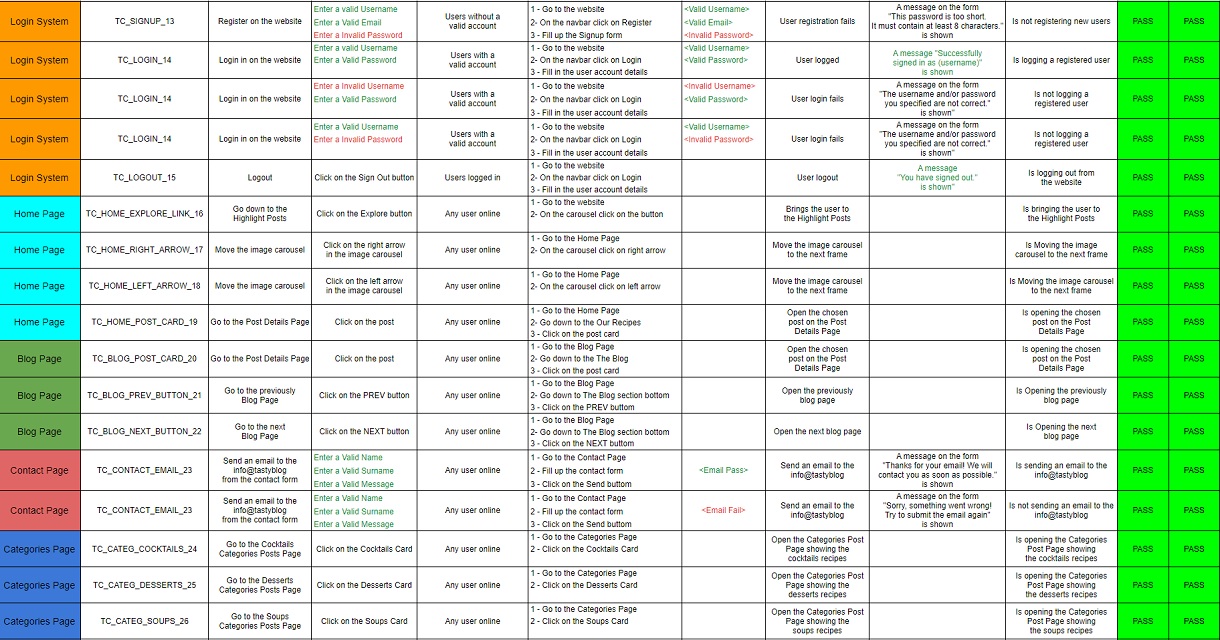 Login System
TC_SIGNUP_13
Register on the website
Enter a valid Username
Enter a Valid Email
Enter a Invalid Password
Users without a
valid account
1 - Go to the website
2- On the navbar click on Register
3 - Fill up the Signup form
<Valid Username>
<Valid Email>
<Invalid Password>
User registration fails
A message on the form
"This password is too short.
It must contain at least 8 characters."
is shown
Is not registering new users
PASS
PASS
Login System
TC_LOGIN_14
Login in on the website
Enter a valid Username
Enter a Valid Password
Users with a
valid account
1 - Go to the website
2- On the navbar click on Login
3 - Fill in the user account details
<Valid Username>
<Valid Password>
User logged
A message "Successfully
signed in as (username)"
is shown
Is logging a registered user
PASS
PASS
Login System
TC_LOGIN_14
Login in on the website
Enter a Invalid Username
Enter a Valid Password
Users with a
valid account
1 - Go to the website
2- On the navbar click on Login
3 - Fill in the user account details
<Invalid Username>
<Valid Password>
User login fails
A message on the form
"The username and/or password
you specified are not correct."
is shown"
Is not logging a
registered user
PASS
PASS
Login System
TC_LOGIN_14
Login in on the website
Enter a Valid Username
Enter a Invalid Password
Users with a
valid account
1 - Go to the website
2- On the navbar click on Login
3 - Fill in the user account details
<Valid Username>
<Invalid Password>
User login fails
A message on the form
"The username and/or password
you specified are not correct."
is shown"
Is not logging a
registered user
PASS
PASS
Login System
TC_LOGOUT_15
Logout
Click on the Sign Out button
Users logged in
1 - Go to the website
2- On the navbar click on Login
3 - Fill in the user account details
User logout
A message
"You have signed out."
is shown"
Is logging out from
the website
PASS
PASS
Home Page
TC_HOME_EXPLORE_LINK_16
Go down to the
Highlight Posts
Click on the Explore button
Any user online
1 - Go to the website
2- On the carousel click on the button
Brings the user to
the Highlight Posts
Is bringing the user to
the Highlight Posts
PASS
PASS
Home Page
TC_HOME_RIGHT_ARROW_17
Move the image carousel
Click on the right arrow
in the image carousel
Any user online
1 - Go to the Home Page
2- On the carousel click on right arrow
Move the image carousel
to the next frame
Is Moving the image
carousel to the next frame
PASS
PASS
Home Page
TC_HOME_LEFT_ARROW_18
Move the image carousel
Click on the left arrow
in the image carousel
Any user online
1 - Go to the Home Page
2- On the carousel click on left arrow
Move the image carousel
to the next frame
Is Moving the image carousel
to the next frame
PASS
PASS
Home Page
TC_HOME_POST_CARD_19
Go to the Post Details Page
Click on the post
Any user online
1 - Go to the Home Page
2- Go down to the Our Recipes
3 - Click on the post card
Open the chosen
post on the Post
Details Page
Is opening the chosen
post on the Post
Details Page
PASS
PASS
Blog Page
TC_BLOG_POST_CARD_20
Go to the Post Details Page
Click on the post
Any user online
1 - Go to the Blog Page
2- Go down to the The Blog
3 - Click on the post card
Open the chosen
post on the Post
Details Page
Is opening the chosen
post on the Post
Details Page
PASS
PASS
Blog Page
TC_BLOG_PREV_BUTTON_21
Go to the previously
Blog Page
Click on the PREV button
Any user online
1 - Go to the Blog Page
2- Go down to The Blog section bottom
3 - Click on the PREV buttom
Open the previously
blog page
Is Opening the previously
blog page
PASS
PASS
Blog Page
TC_BLOG_NEXT_BUTTON_22
Go to the next
Blog Page
Click on the NEXT button
Any user online
1 - Go to the Blog Page
2- Go down to The Blog section bottom
3 - Click on the NEXT buttom
Open the next blog page
Is Opening the next
blog page
PASS
PASS
Contact Page
TC_CONTACT_EMAIL_23
Send an email to the
info@tastyblog
from the contact form
Enter a Valid Name
Enter a Valid Surname
Enter a Valid Message
Any user online
1 - Go to the Contact Page
2 - Fill up the contact form
3 - Click on the Send buttom
<Email Pass>
Send an email to the
info@tastyblog
A message on the form
"Thanks for your email! We will
contact you as soon as possible."
is shown
Is sending an email to the
info@tastyblog
PASS
PASS
Contact Page
TC_CONTACT_EMAIL_23
Send an email to the
info@tastyblog
from the contact form
Enter a Valid Name
Enter a Valid Surname
Enter a Valid Message
Any user online
1 - Go to the Contact Page
2 - Fill up the contact form
3 - Click on the Send buttom
<Email Fail>
Send an email to the
info@tastyblog
A message on the form
"Sorry, something went wrong!
Try to submit the email again"
is shown
Is not sending an email to the
info@tastyblog
PASS
PASS
Categories Page
TC_CATEG_COCKTAILS_24
Go to the Cocktails
Categories Posts Page
Click on the Cocktails Card
Any user online
1 - Go to the Categories Page
2 - Click on the Cocktails Card
Open the Categories Post
Page showing the
cocktails recipes
Is opening the Categories
Post Page showing
the cocktails recipes
PASS
PASS
Categories Page
TC_CATEG_DESSERTS_25
Go to the Desserts
Categories Posts Page
Click on the Desserts Card
Any user online
1 - Go to the Categories Page
2 - Click on the Desserts Card
Open the Categories Post
Page showing the
desserts recipes
Is opening the Categories
Post Page showing
the desserts recipes
PASS
PASS
Categories Page
TC_CATEG_SOUPS_26
Go to the Soups
Categories Posts Page
Click on the Soups Card
Any user online
1 - Go to the Categories Page
2 - Click on the Soups Card
Open the Categories Post
Page showing the
soups recipes
Is opening the Categories
Post Page showing
the soups recipes
PASS
PASS